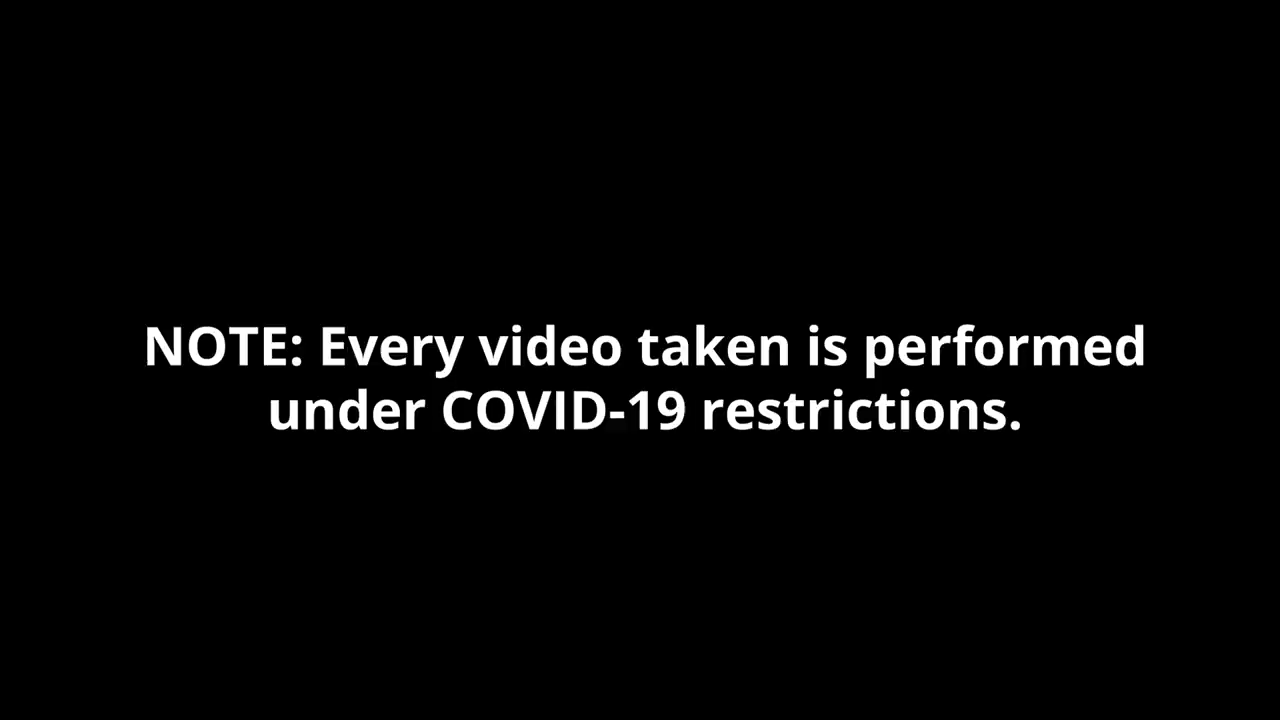 NOTE: Every video taken is performed
under COVID-19 restrictions.